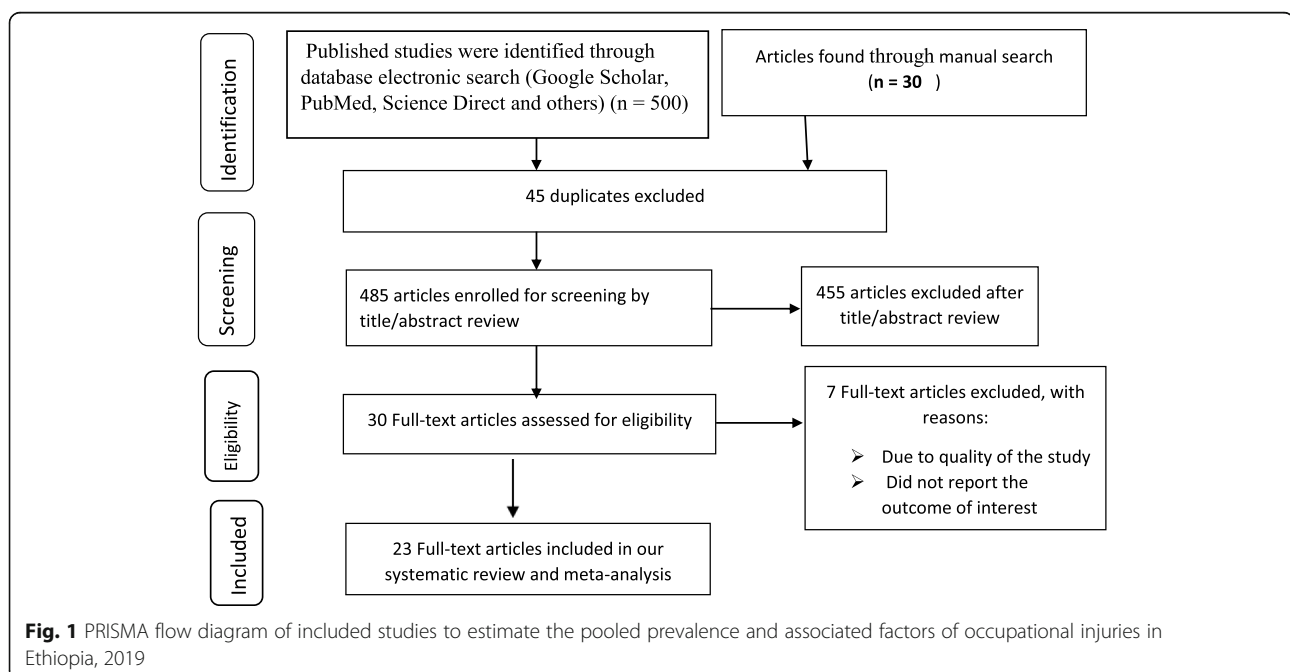 Identification
Published studies were identified through
database electronic search (Google Scholar,
PubMed, Science Direct and others) (n = 500)
Articles found through manual search
(n = 30 )
45 duplicates excluded
Screening
485 articles enrolled for screening by
title/abstract review
455 articles excluded after
title/abstract review
Eligibility
30 Full-text articles assessed for eligibility
7 Full-text articles excluded, with
reasons:
➢ Due to quality of the study
➢ Did not report the
outcome of interest
Included
23 Full-text articles included in our
systematic review and meta-analysis
Fig. 1 PRISMA flow diagram of included studies to estimate the pooled prevalence and associated factors of occupational injuries in
Ethiopia, 2019